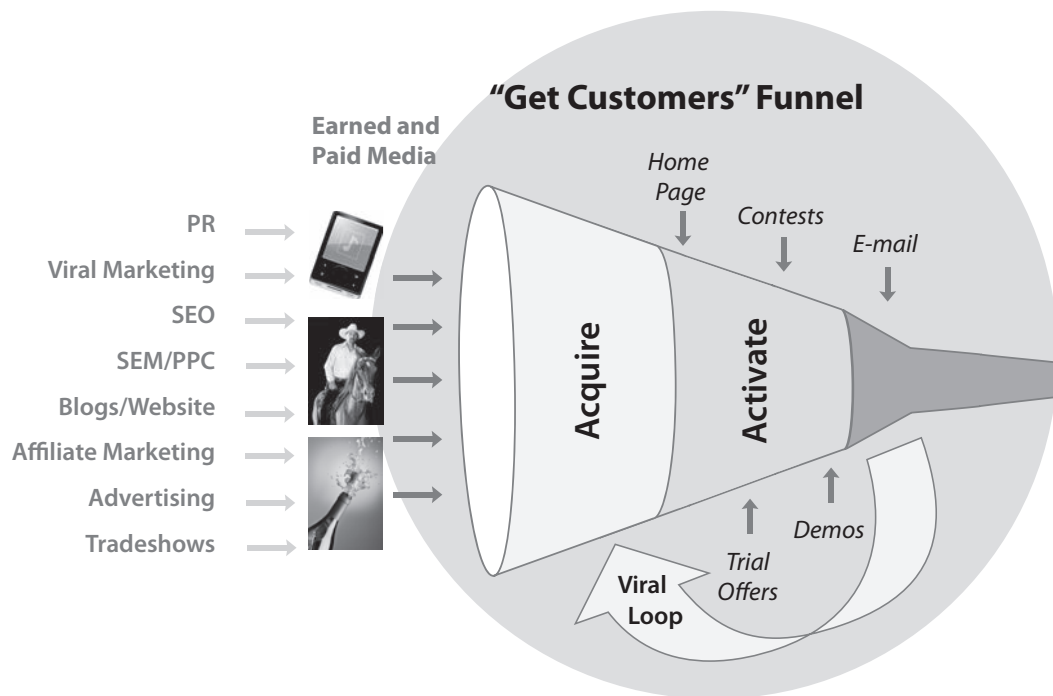 “Get Customers” Funnel
Earned and
Paid Media
PR
Viral Marketing
SEO
SEM/PPC
Blogs/Website
Affiliate Marketing
Advertising
Tradeshows
Home
Page
Contests
E-mail
Acquire
Activate
Demos
Trial
Offers
Viral
Loop